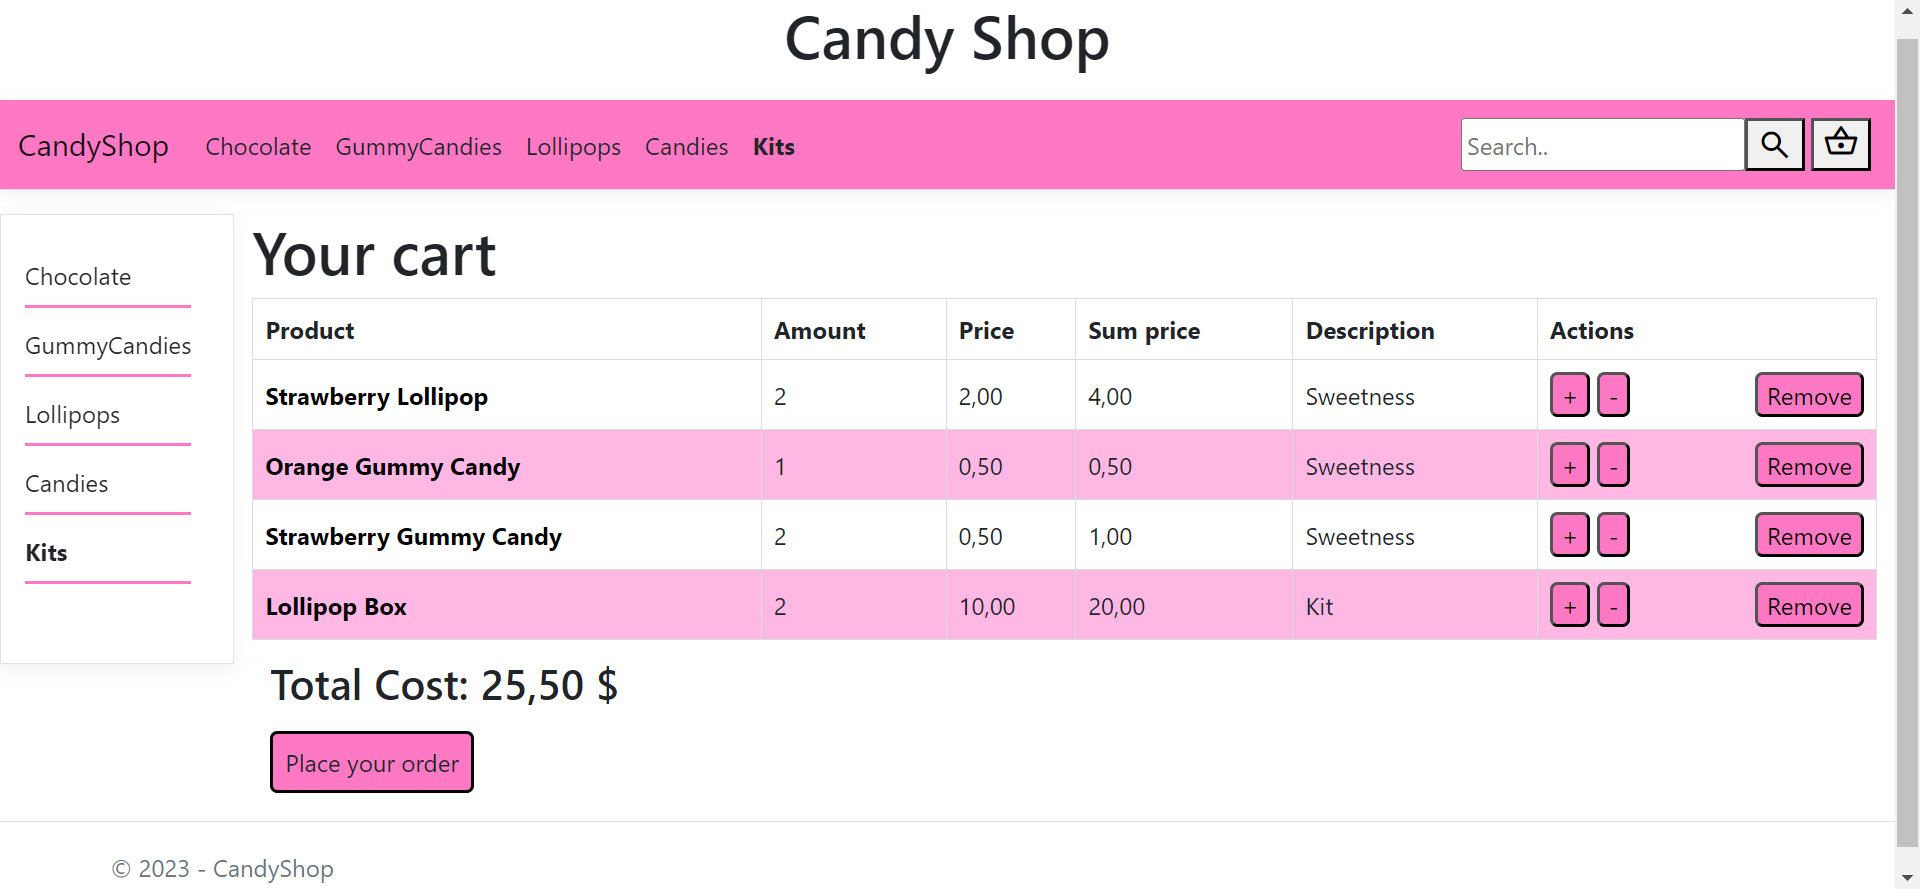 Candy Shop
CandyShop Chocolate GummyCandies Lollipops Candies Kits Search..
Chocolate
GummyCandies
Lollipops
Candies
Kits
Your cart
Product Amount Price Sum price Description Actions
Strawberry Lollipop 2 2,00 4,00 Sweetness + - Remove
Orange Gummy Candy 1 0,50 0,50 Sweetness + - Remove
Strawberry Gummy Candy 2 0,50 1,00 Sweetness + - Remove
Lollipop Box 2 10,00 20,00 Kit + - Remove
Total Cost: 25,50 $
Place your order
© 2023 - CandyShop